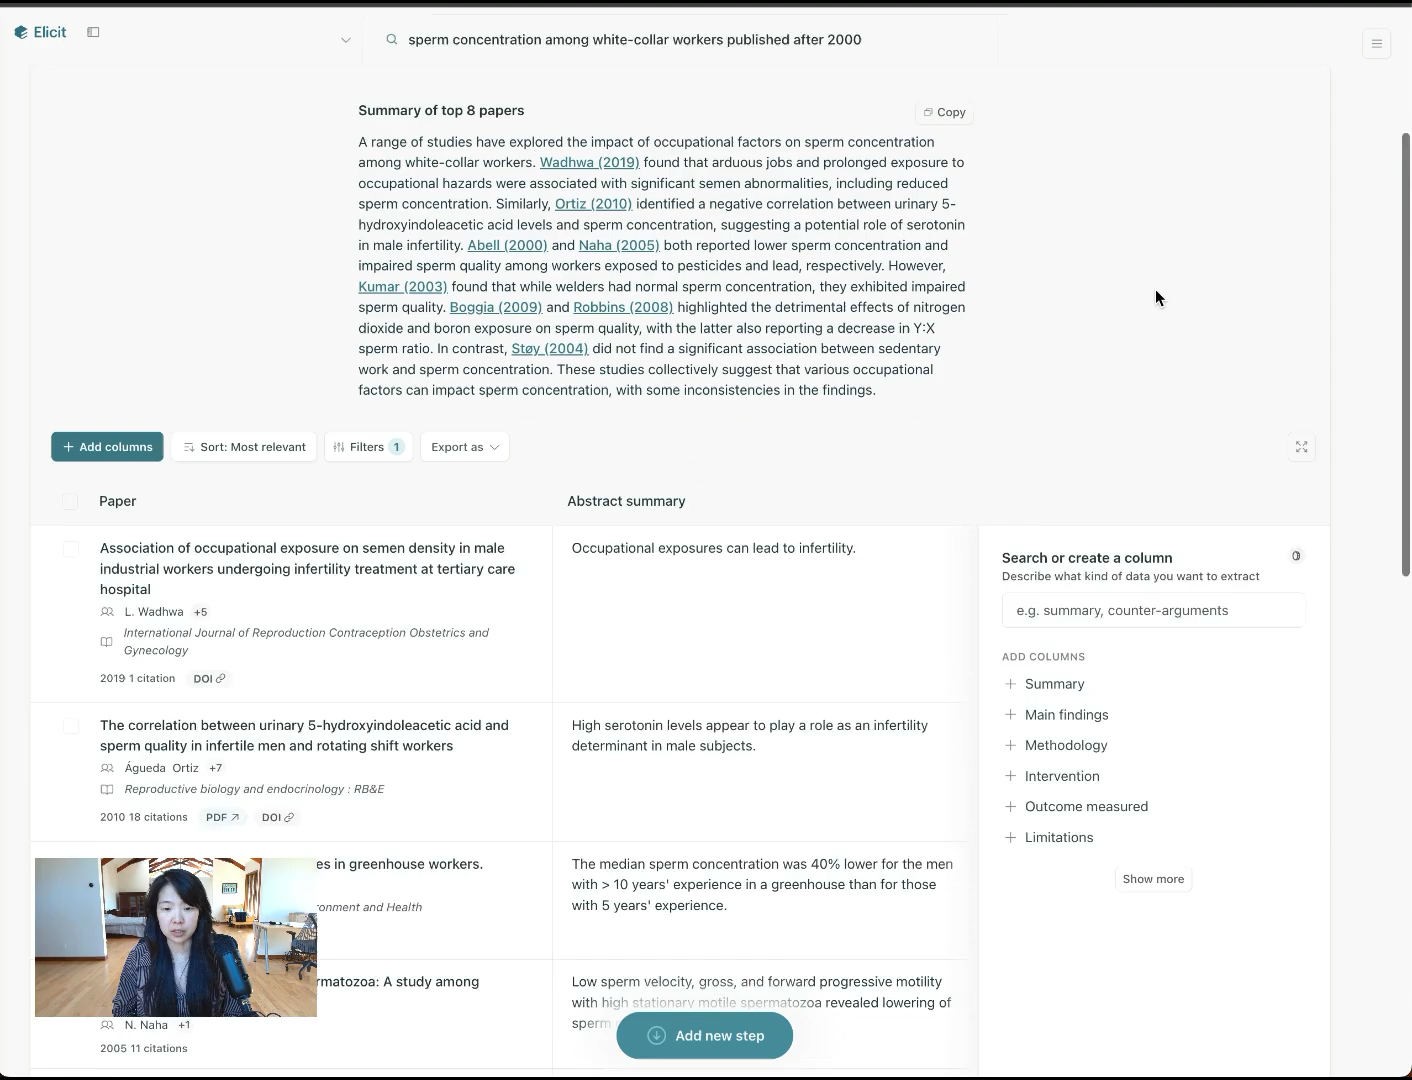 Elicit
sperm concentration among white-collar workers published after 2000
Summary of top 8 papers
Copy
A range of studies have explored the impact of occupational factors on sperm concentration
among white-collar workers. Wadhwa (2019) found that arduous jobs and prolonged exposure to
occupational hazards were associated with significant semen abnormalities, including reduced
sperm concentration. Similarly, Ortiz (2010) identified a negative correlation between urinary 5-
hydroxyindoleacetic acid levels and sperm concentration, suggesting a potential role of serotonin
in male infertility. Abell (2000) and Naha (2005) both reported lower sperm concentration and
impaired sperm quality among workers exposed to pesticides and lead, respectively. However,
Kumar (2003) found that while welders had normal sperm concentration, they exhibited impaired
sperm quality. Boggia (2009) and Robbins (2008) highlighted the detrimental effects of nitrogen
dioxide and boron exposure on sperm quality, with the latter also reporting a decrease in Y:X
sperm ratio. In contrast, Støy (2004) did not find a significant association between sedentary
work and sperm concentration. These studies collectively suggest that various occupational
factors can impact sperm concentration, with some inconsistencies in the findings.
Add columns
Sort: Most relevant
Filters 1
Export as
Paper
Abstract summary
Association of occupational exposure on semen density in male
industrial workers undergoing infertility treatment at tertiary care
hospital
L. Wadhwa +5
International Journal of Reproduction Contraception Obstetrics and
Gynecology
2019 1 citation DOI
Occupational exposures can lead to infertility.
The correlation between urinary 5-hydroxyindoleacetic acid and
sperm quality in infertile men and rotating shift workers
Águeda Ortiz +7
Reproductive biology and endocrinology : RB&E
2010 18 citations PDF DOI
High serotonin levels appear to play a role as an infertility
determinant in male subjects.
es in greenhouse workers.
ronment and Health
The median sperm concentration was 40% lower for the men
with > 10 years' experience in a greenhouse than for those
with 5 years' experience.
rmatozoa: A study among
N. Naha +1
2005 11 citations
Low sperm velocity, gross, and forward progressive motility
with high stationary motile spermatozoa revealed lowering of
sperm
Add new step
Search or create a column
Describe what kind of data you want to extract
e.g. summary, counter-arguments
ADD COLUMNS
Summary
Main findings
Methodology
Intervention
Outcome measured
Limitations
Show more